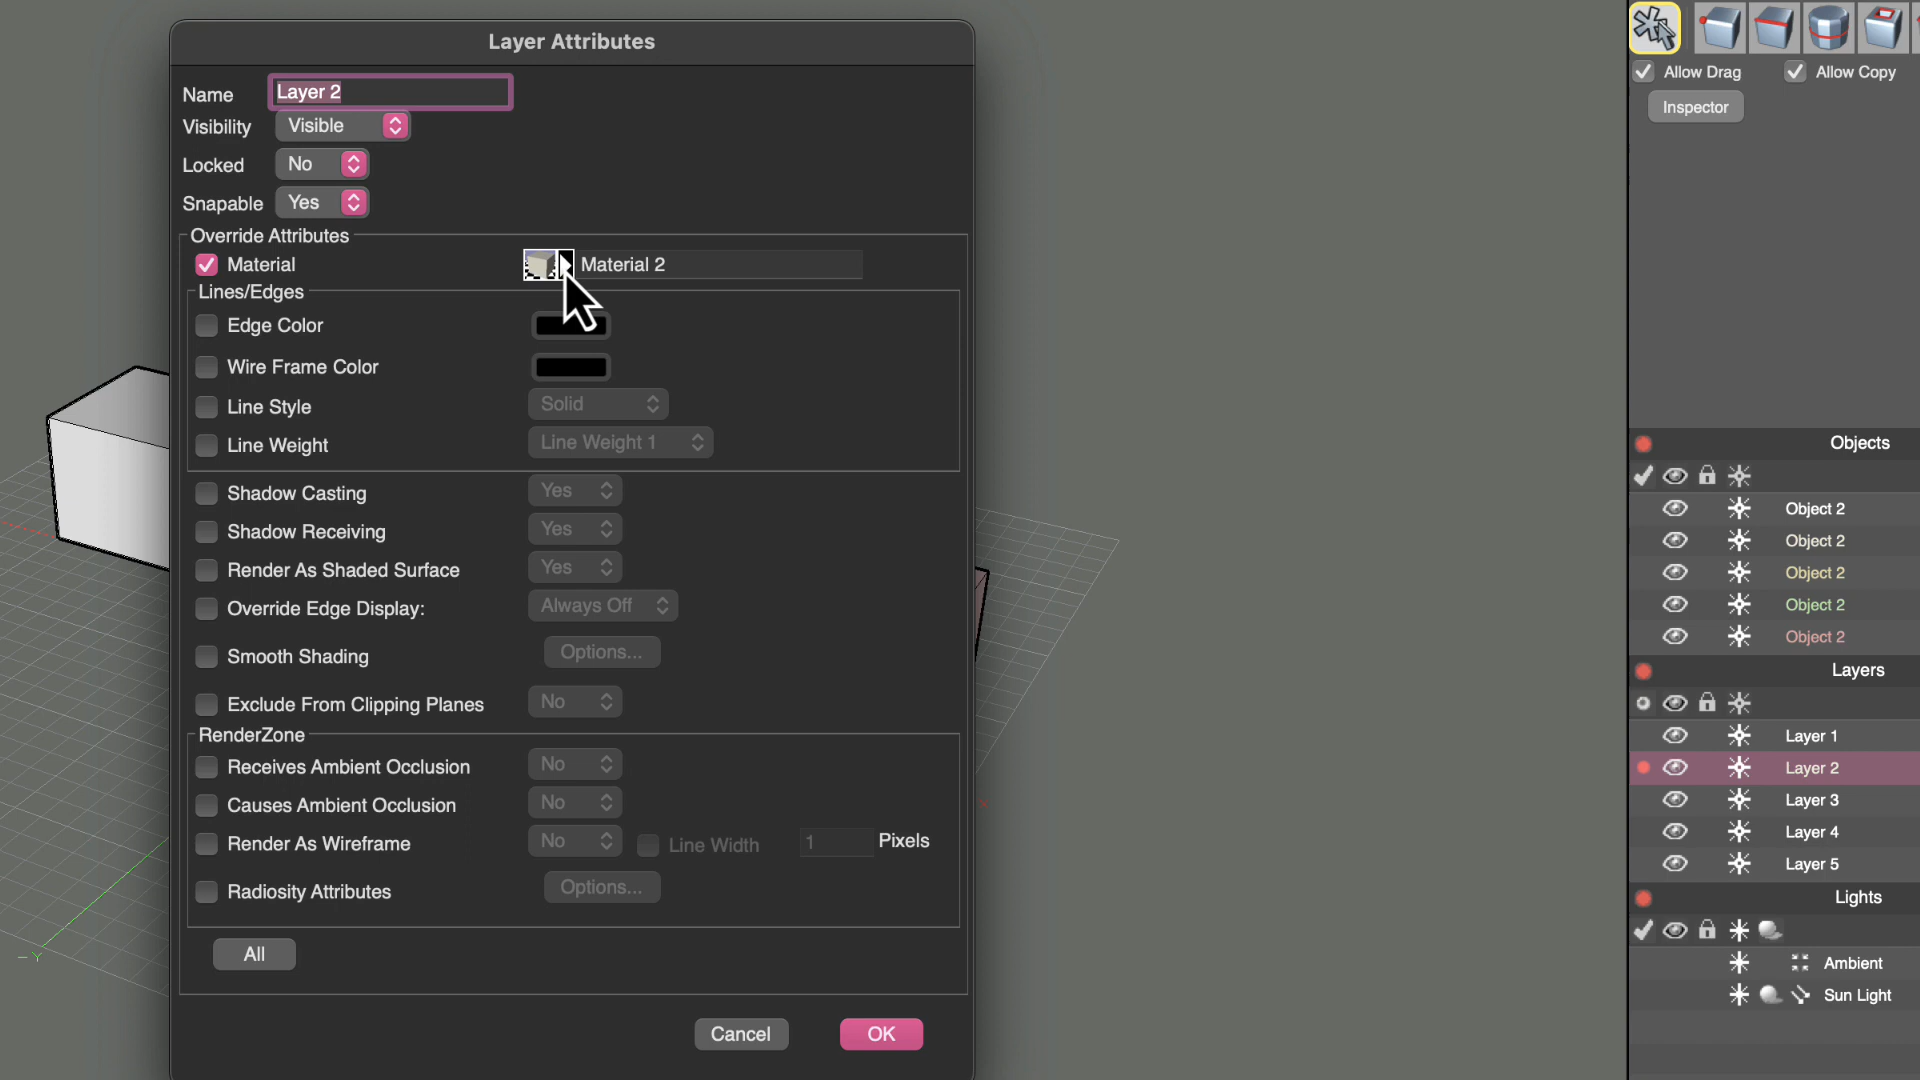 Layer Attributes
Name Layer 2
Visibility Visible
Locked No
Snapable Yes
Override Attributes
Material Material 2
Lines/Edges
Edge Color
Wire Frame Color
Line Style Solid
Line Weight Line Weight 1
Shadow Casting Yes
Shadow Receiving Yes
Render As Shaded Surface Yes
Override Edge Display: Always Off
Smooth Shading Options...
Exclude From Clipping Planes No
RenderZone
Receives Ambient Occlusion No
Causes Ambient Occlusion No
Render As Wireframe No Line Width 1 Pixels
Radiosity Attributes Options...
All
Cancel OK
-Y
Allow Drag Allow Copy
Inspector
Objects
Object 2
Object 2
Object 2
Object 2
Object 2
Layers
Layer 1
Layer 2
Layer 3
Layer 4
Layer 5
Lights
Ambient
Sun Light